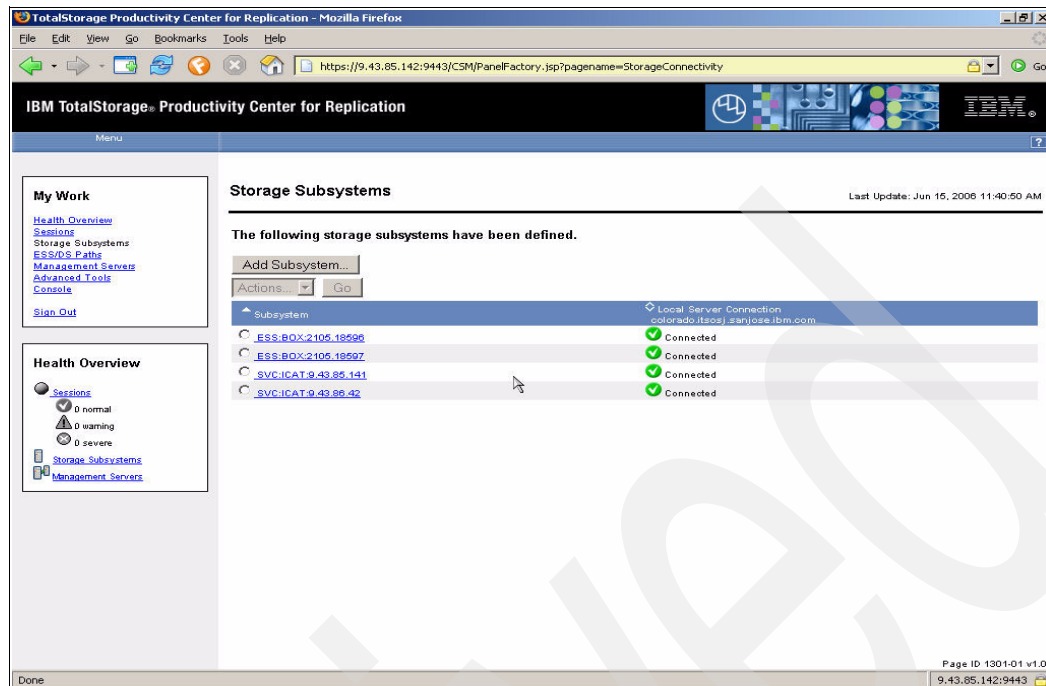 TotalStorage Productivity Center for Replication - Mozilla Firefox
File Edit View Go Bookmarks Tools Help
https://9.43.85.142:9443/CSM/PanelFactory.jsp?pagename=StorageConnectivity
Go
IBM TotalStorage® Productivity Center for Replication
IBM®
Menu
?
My Work
Health Overview
Sessions
Storage Subsystems
ESS/DS Paths
Management Servers
Advanced Tools
Console
Sign Out
Health Overview
Sessions
0 normal
0 warning
0 severe
Storage Subsystems
Management Servers
Storage Subsystems
Last Update: Jun 15, 2006 11:40:50 AM
The following storage subsystems have been defined.
Add Subsystem...
Actions... Go
Subsystem
Local Server Connection
colorado.itsosj.sanjose.ibm.com
ESS:BOX:2105.18596 Connected
ESS:BOX:2105.18597 Connected
SVC:ICAT:9.43.85.141 Connected
SVC:ICAT:9.43.86.42 Connected
Page ID 1301-01 v1.0
Done
9.43.85.142:9443